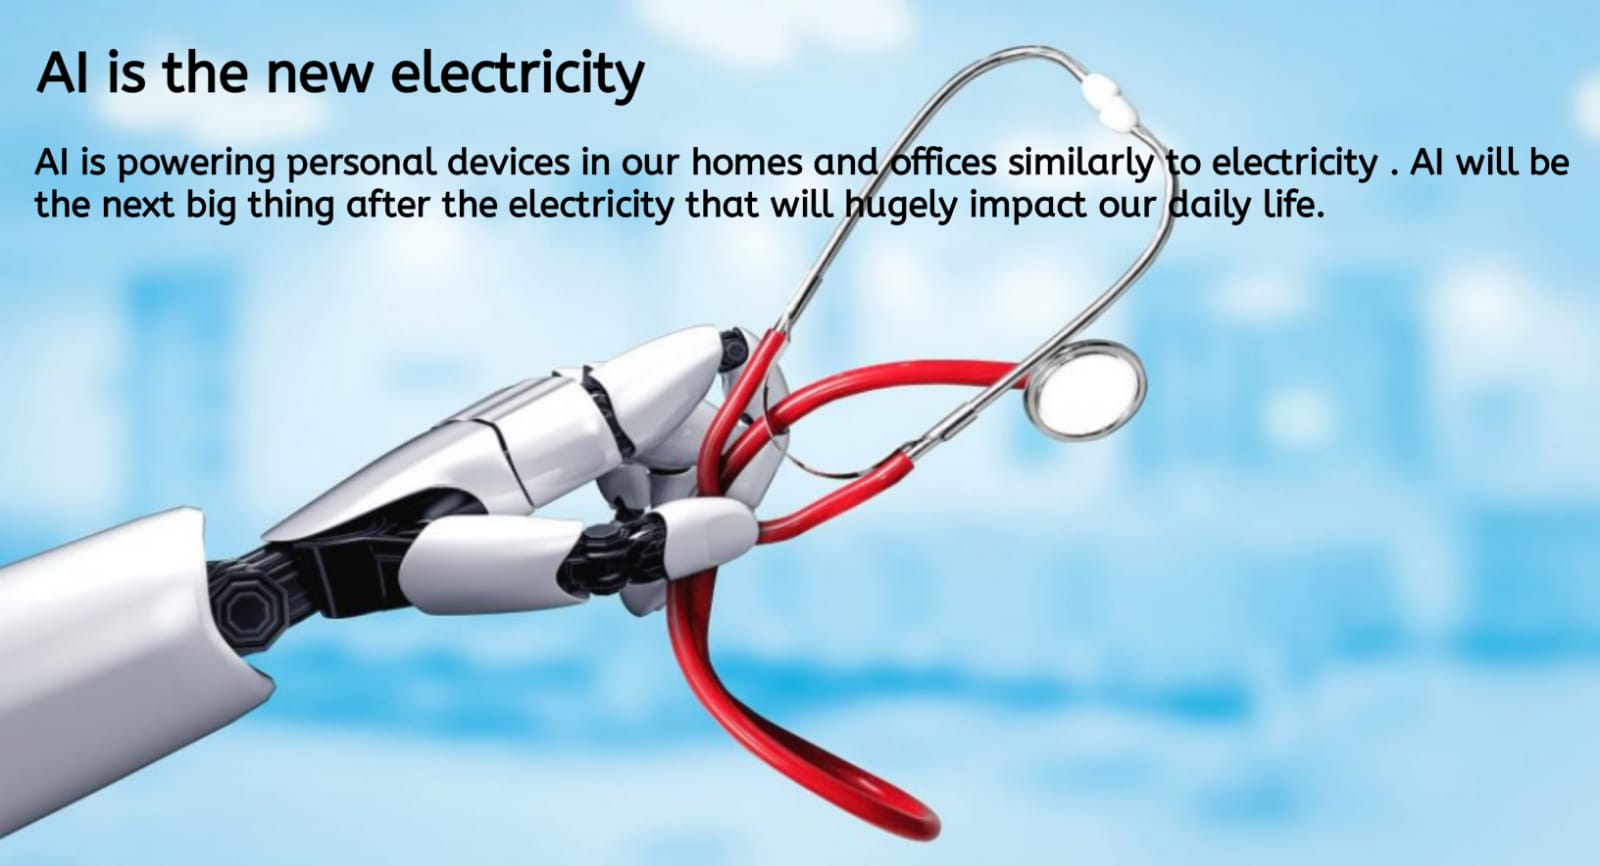 AI is the new electricity
AI is powering personal devices in our homes and offices similarly to electricity . AI will be
the next big thing after the electricity that will hugely impact our daily life.